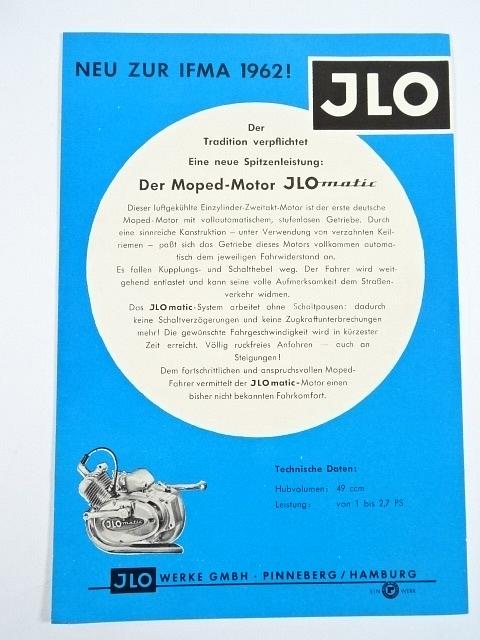 NEU ZUR IFMA 1962!
JLO
Der
Tradition verpflichtet
Eine neue Spitzenleistung:
Der Moped-Motor JLOmatic
Dieser luftgekühlte Einzylinder-Zweitakt-Motor ist der erste deutsche
Moped-Motor mit vollautomatischem, stufenlosen Getriebe. Durch
eine sinnreiche Konstruktion – unter Verwendung von verzahnten Keil-
riemen – paßt sich das Getriebe dieses Motors vollkommen automa-
tisch dem jeweiligen Fahrwiderstand an.
Es fallen Kupplungs- und Schalthebel weg. Der Fahrer wird weit-
gehend entlastet und kann seine volle Aufmerksamkeit dem Straßen-
verkehr widmen.
Das JLOmatic-System arbeitet ohne Schaltpausen: dadurch
keine Schaltverzögerungen und keine Zugkraftunterbrechungen
mehr! Die gewünschte Fahrgeschwindigkeit wird in kürzester
Zeit erreicht. Völlig ruckfreies Anfahren – auch an
Steigungen!
Dem fortschrittlichen und anspruchsvollen Moped-
Fahrer vermittelt der JLOmatic-Motor einen
bisher nicht bekannten Fahrkomfort.
JLOmatic
Technische Daten:
Hubvolumen: 49 ccm
Leistung: von 1 bis 2,7 PS
JLO WERKE GMBH · PINNEBERG/HAMBURG
EIN WERK